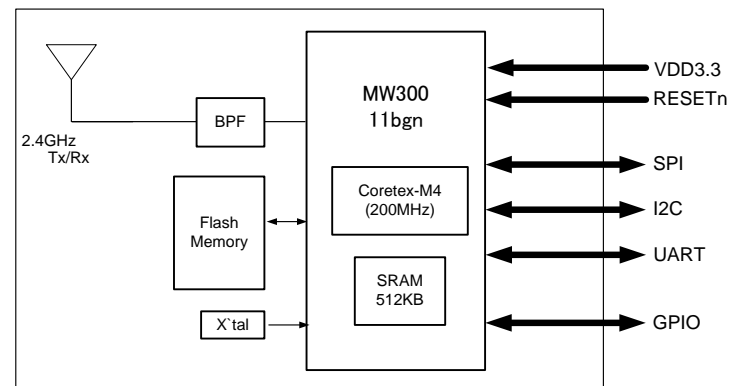 2.4GHz
Tx/Rx
BPF
Flash
Memory
X`tal
MW300
11bgn
Coretex-M4
(200MHz)
SRAM
512KB
VDD3.3
RESETn
SPI
I2C
UART
GPIO